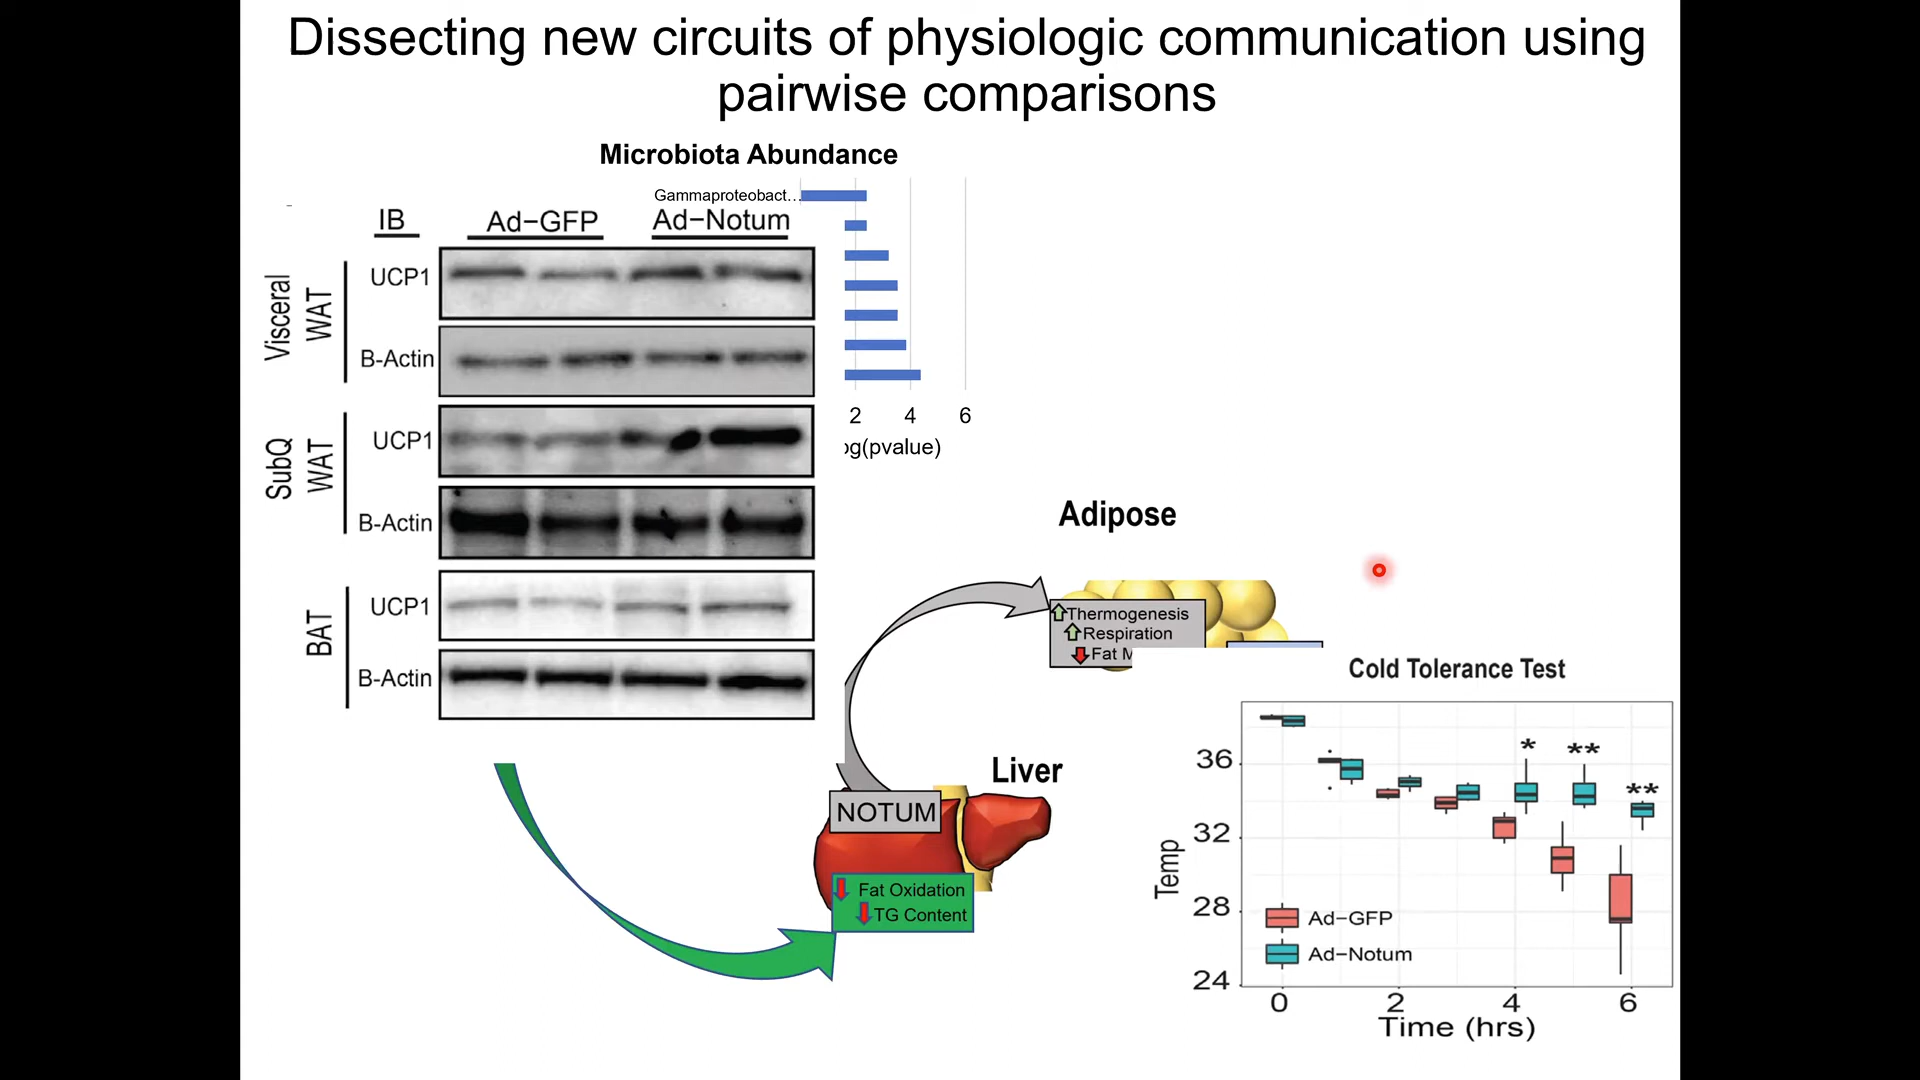 Dissecting new circuits of physiologic communication using
pairwise comparisons
Microbiota Abundance
Gammaproteobact…
2 4 6
og(pvalue)
IB Ad–GFP Ad–Notum
Visceral
WAT
UCP1
B-Actin
SubQ
WAT
UCP1
B-Actin
BAT
UCP1
B-Actin
Adipose
Thermogenesis
Respiration
Fat M
Liver
NOTUM
Fat Oxidation
TG Content
Cold Tolerance Test
* ** **
Temp
36
32
28
24
Ad–GFP
Ad–Notum
0 2 4 6
Time (hrs)